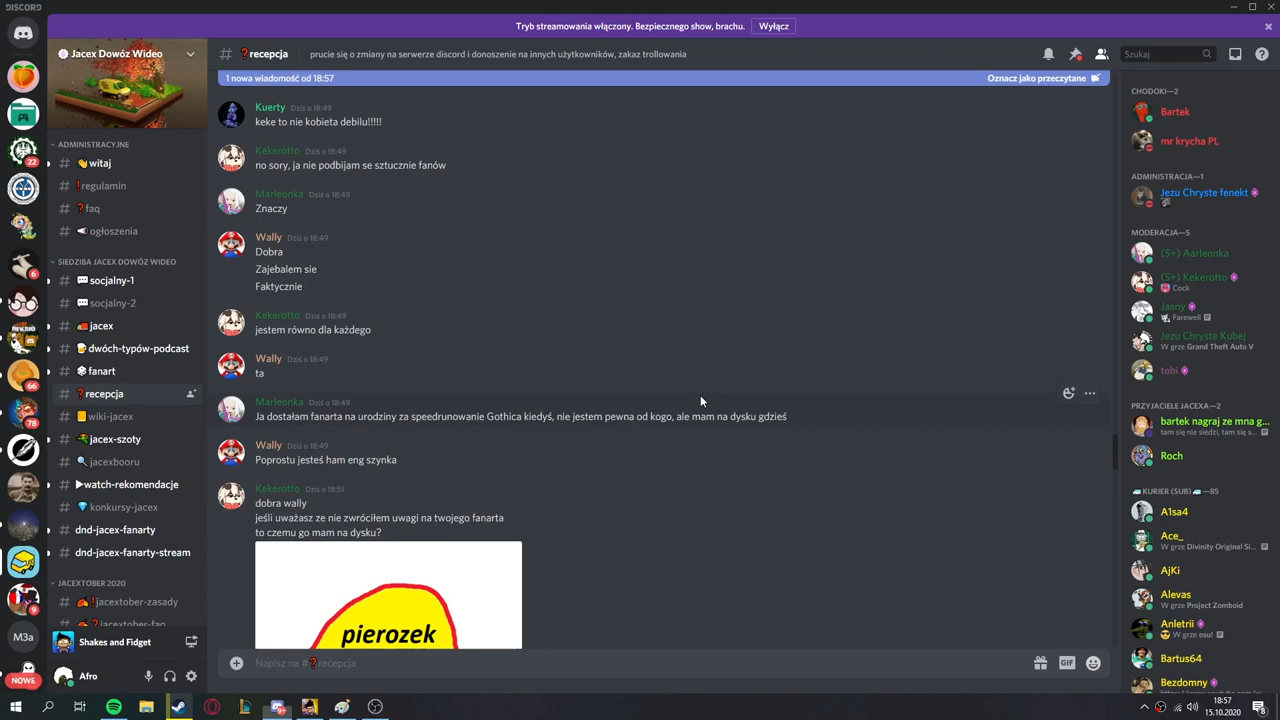 DISCORD
Tryb streamowania włączony. Bezpiecznego show, brachu.
Wyłącz
Jacex Dowóz Wideo
ADMINISTRACYJNE
witaj
regulamin
faq
ogłoszenia
SIEDZIBA JACEX DOWÓZ WIDEO
socjalny-1
socjalny-2
jacex
dwóch-typów-podcast
fanart
recepcja
wiki-jacex
jacex-szoty
jacexbooru
watch-rekomendacje
konkursy-jacex
dnd-jacex-fanarty
dnd-jacex-fanarty-stream
JACEXTOBER 2020
jacextober-zasady
jacextober-faq
22
6
66
78
9
M3a
NOWE
Shakes and Fidget
Afro
# ❓recepcja
prucie się o zmiany na serwerze discord i donoszenie na innych użytkowników, zakaz trollowania
Szukaj
1 nowa wiadomość od 18:57
Oznacz jako przeczytane
Kuerty Dziś o 18:49
keke to nie kobieta debilu!!!!!
Kekerotto Dziś o 18:49
no sory, ja nie podbijam se sztucznie fanów
Marleonka Dziś o 18:49
Znaczy
Wally Dziś o 18:49
Dobra
Zajebalem sie
Faktycznie
Kekerotto Dziś o 18:49
jestem równo dla każdego
Wally Dziś o 18:49
ta
Marleonka Dziś o 18:49
Ja dostałam fanarta na urodziny za speedrunowanie Gothica kiedyś, nie jestem pewna od kogo, ale mam na dysku gdzieś
Wally Dziś o 18:49
Poprostu jesteś ham eng szynka
Kekerotto Dziś o 18:51
dobra wally
jeśli uważasz ze nie zwróciłem uwagi na twojego fanarta
to czemu go mam na dysku?
pierozek
Napisz na #❓recepcja
GIF
CHODOKI—2
Bartek
mr krycha PL
ADMINISTRACJA—1
Jezu Chryste fenekt
MODERACJA—5
(S+) Aarleonka
(S+) Kekerotto
Cock
Jasny
Farewell
Jezu Chryste Kubej
W grze Grand Theft Auto V
tobi
PRZYJACIELE JACEXA—2
bartek nagraj ze mna g...
tam się nie siedzi, tam się s...
Roch
KURIER (SUB) —85
A1sa4
Ace_
W grze Divinity Original Si...
AjKi
Alevas
W grze Project Zomboid
Anletrii
W grze osu!
Bartus64
Bezdomny
18:57
15.10.2020
8